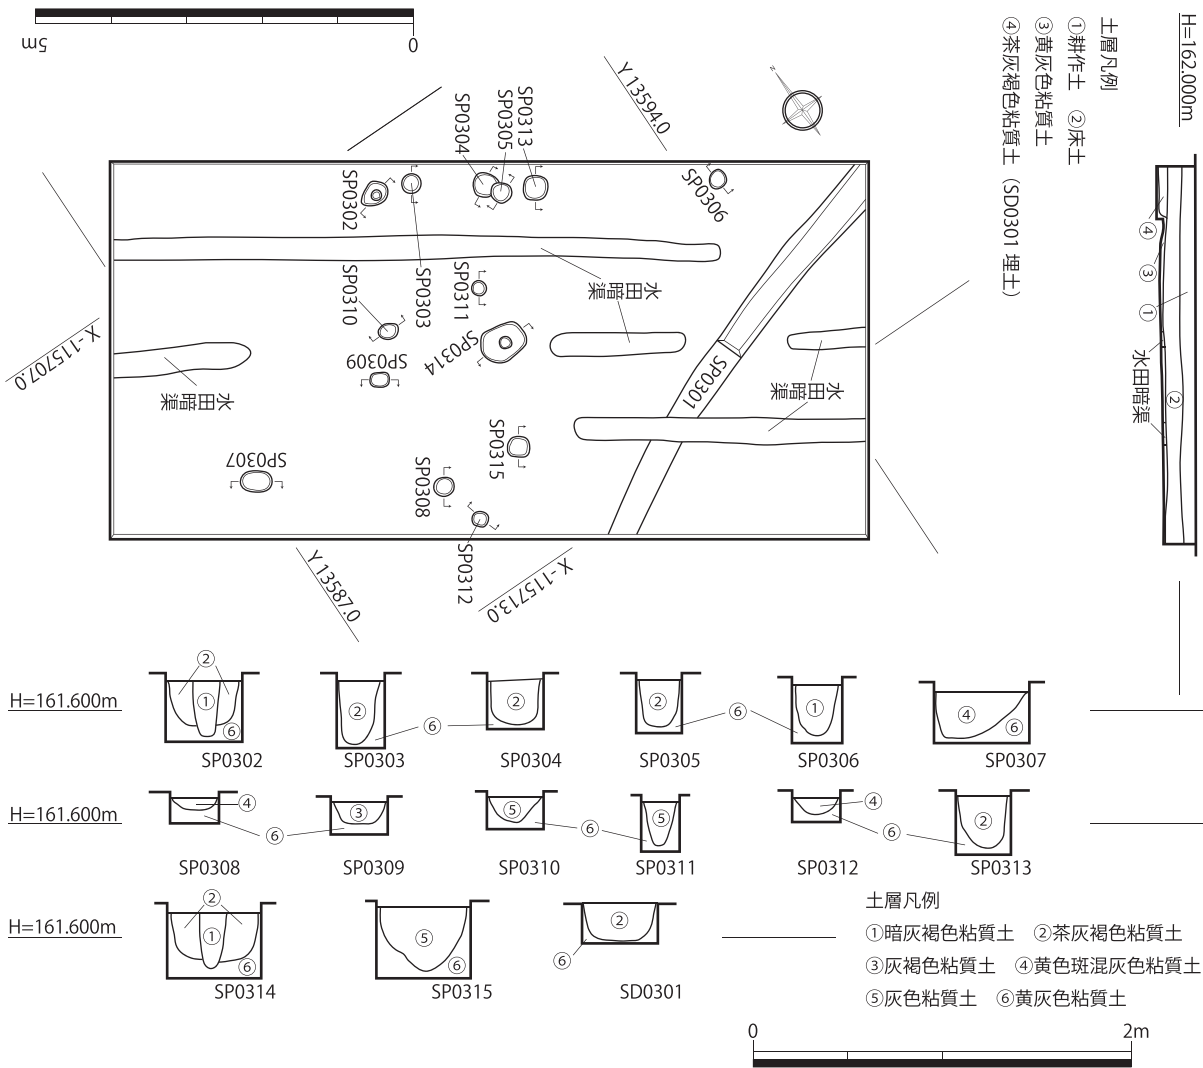 5m
0
H=162.000m
土層凡例
①耕作土 ②床土
③黄灰色粘質土
④茶灰褐色粘質土(SD0301 埋土)
N
Y 13594.0
SP0304
SP0305
SP0313
SP0302
SP0306
SP0303
SP0310
SP0311
水田暗渠
SP0314
SP0309
X -115707.0
水田暗渠
SP0301
水田暗渠
④
③
①
水田暗渠
②
SP0307
SP0315
SP0308
SP0312
Y 13587.0
X -115713.0
H=161.600m
② ① ⑥
② ⑥
②
② ⑥
①
④ ⑥
SP0302
SP0303
SP0304
SP0305
SP0306
SP0307
H=161.600m
④ ⑥
③
⑤ ⑥
⑤
④ ⑥
②
SP0308
SP0309
SP0310
SP0311
SP0312
SP0313
H=161.600m
② ① ⑥
⑤ ⑥
② ⑥
SP0314
SP0315
SD0301
土層凡例
①暗灰褐色粘質土 ②茶灰褐色粘質土
③灰褐色粘質土 ④黄色斑混灰色粘質土
⑤灰色粘質土 ⑥黄灰色粘質土
0
2m